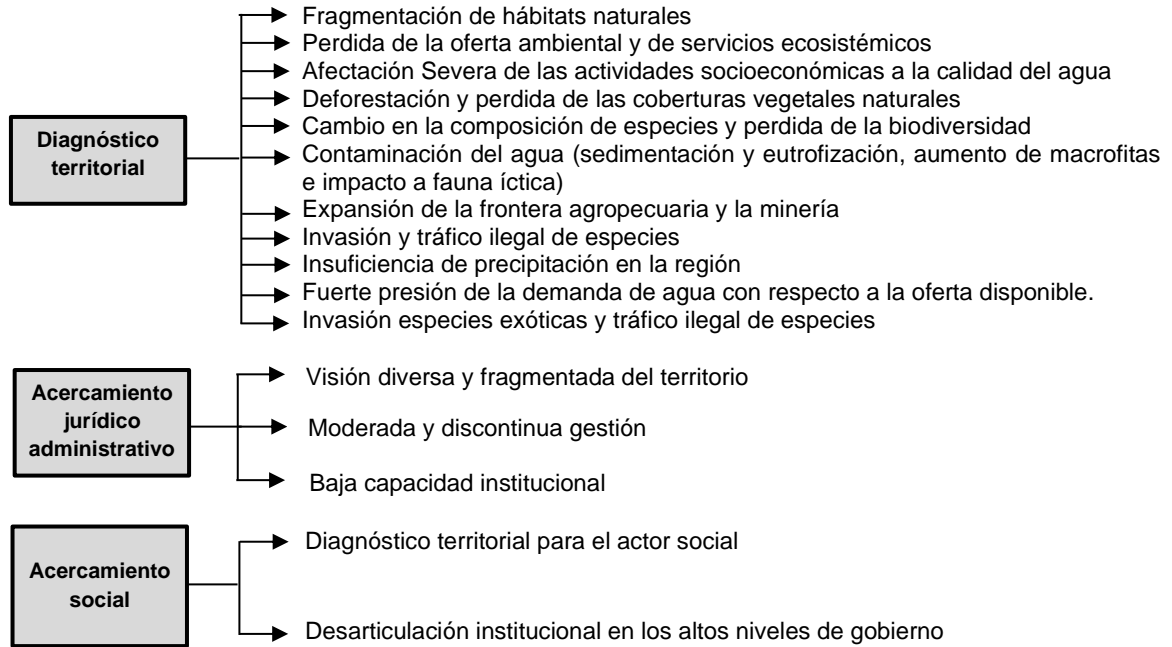 Fragmentación de hábitats naturales
Perdida de la oferta ambiental y de servicios ecosistémicos
Afectación Severa de las actividades socioeconómicas a la calidad del agua
Deforestación y perdida de las coberturas vegetales naturales
Diagnóstico
territorial
Cambio en la composición de especies y perdida de la biodiversidad
Contaminación del agua (sedimentación y eutrofización, aumento de macrofitas
e impacto a fauna íctica)
Expansión de la frontera agropecuaria y la minería
Invasión y tráfico ilegal de especies
Insuficiencia de precipitación en la región
Fuerte presión de la demanda de agua con respecto a la oferta disponible.
Invasión especies exóticas y tráfico ilegal de especies
Acercamiento
jurídico
administrativo
Visión diversa y fragmentada del territorio
Moderada y discontinua gestión
Baja capacidad institucional
Acercamiento
social
Diagnóstico territorial para el actor social
Desarticulación institucional en los altos niveles de gobierno